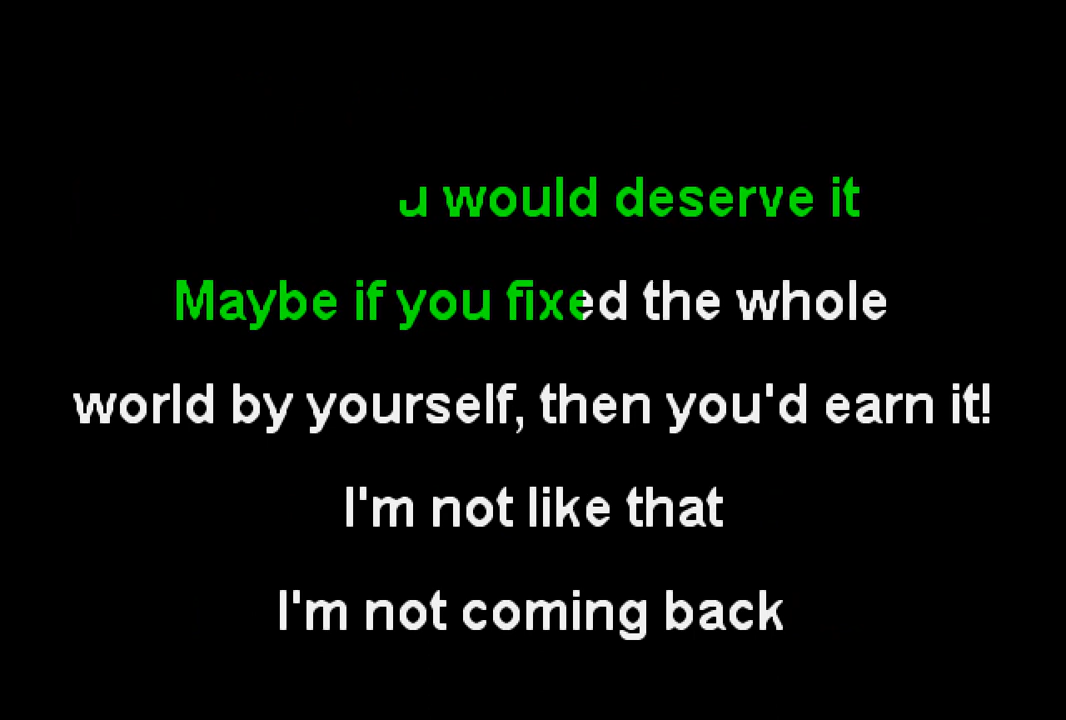 would deserve it
Maybe if you fixed the whole
world by yourself, then you'd earn it!
I'm not like that
I'm not coming back